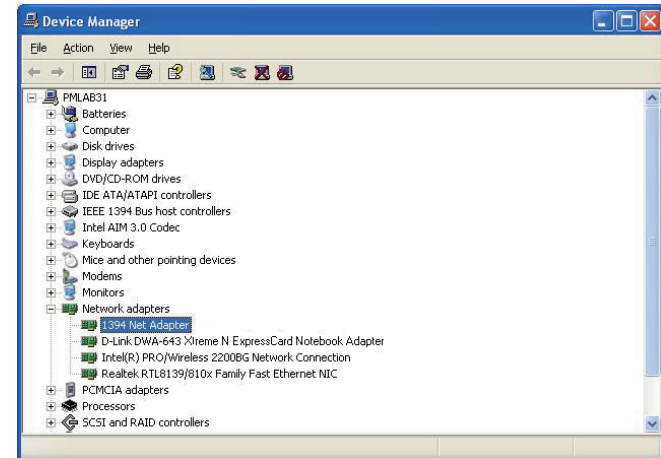 Device Manager
File Action View Help
PMLAB31
Batteries
Computer
Disk drives
Display adapters
DVD/CD-ROM drives
IDE ATA/ATAPI controllers
IEEE 1394 Bus host controllers
Intel AIM 3.0 Codec
Keyboards
Mice and other pointing devices
Modems
Monitors
Network adapters
1394 Net Adapter
D-Link DWA-643 Xtreme N ExpressCard Notebook Adapter
Intel(R) PRO/Wireless 2200BG Network Connection
Realtek RTL8139/810x Family Fast Ethernet NIC
PCMCIA adapters
Processors
SCSI and RAID controllers